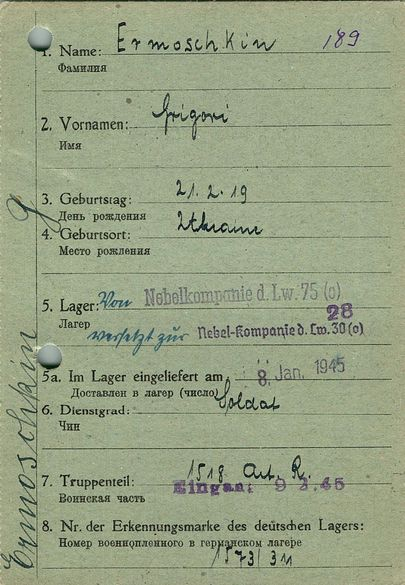 1. Name: Ermoschkin 189
Фамилия
2. Vornamen: Grigori
Имя
3. Geburtstag: 21.2.19
День рождения
4. Geburtsort: Ukraine
Место рождения
5. Lager: Von Nebelkompanie d. Lw. 75 (o)
Лагер
28
versetzt zur Nebel-Kompanie d. Lw. 30 (o)
5a. Im Lager eingeliefert am 8. Jan. 1945
Доставлен в лагер (число)
6. Dienstgrad: Soldat
Чин
7. Truppenteil: 1518 Art. R.
Воинская часть
Eingang 9 2.45
8. Nr. der Erkennungsmarke des deutschen Lagers:
Номер военнопленного в германском лагере
1573/311
Ermoschkin g